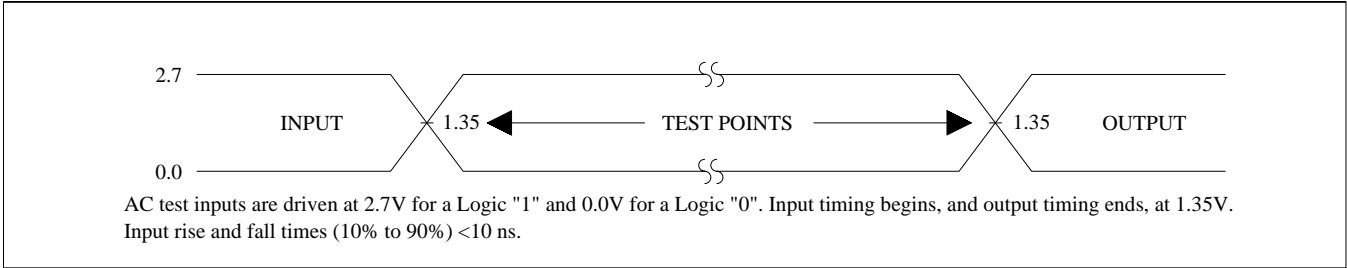 2.7
INPUT 1.35 TEST POINTS 1.35 OUTPUT
0.0
AC test inputs are driven at 2.7V for a Logic "1" and 0.0V for a Logic "0". Input timing begins, and output timing ends, at 1.35V.
Input rise and fall times (10% to 90%) <10 ns.